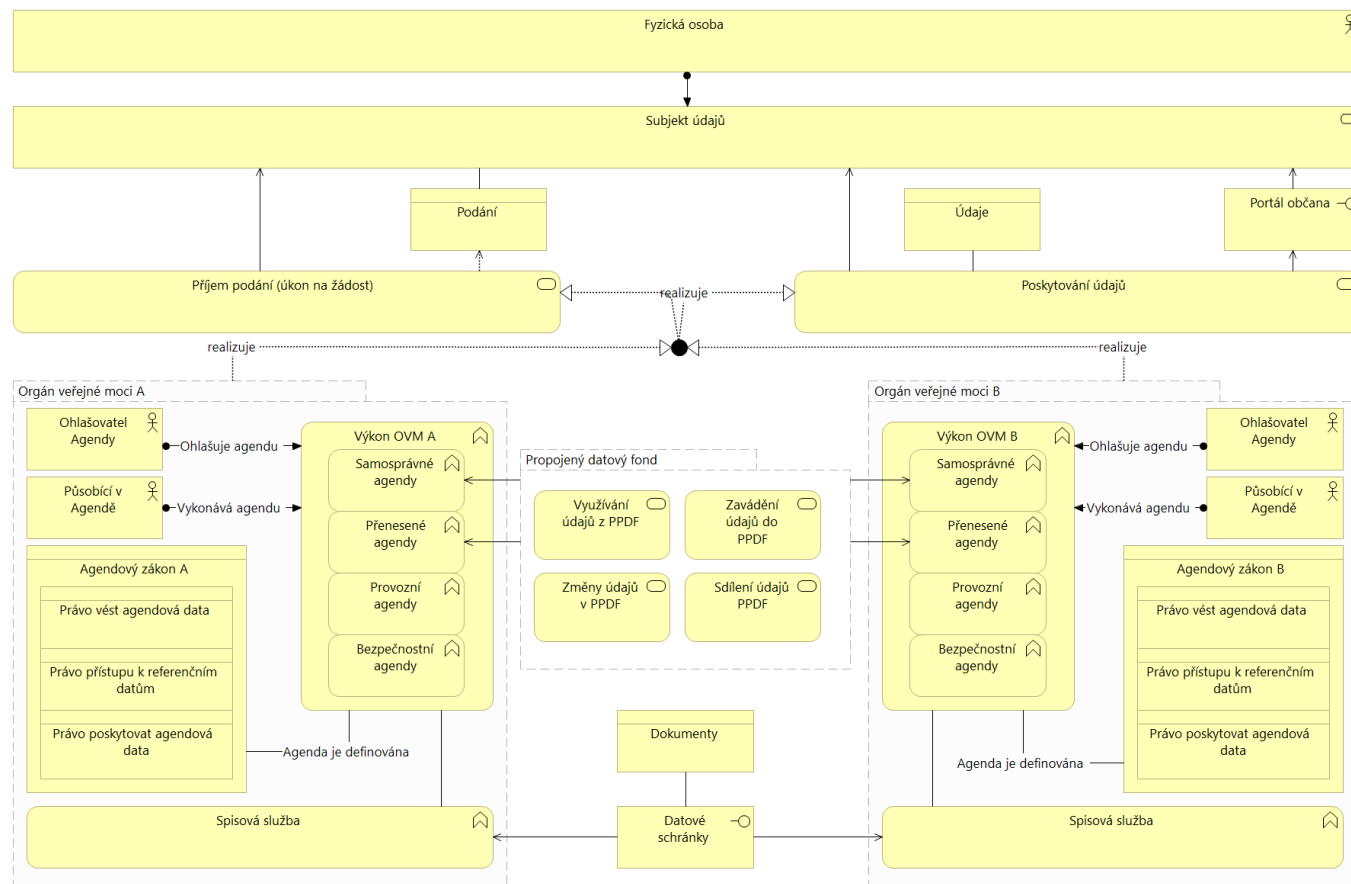 Fyzická osoba
Subjekt údajů
Podání
Údaje
Portál občana
Příjem podání (úkon na žádost)
realizuje
Poskytování údajů
realizuje
realizuje
Orgán veřejné moci A
Ohlašovatel
Agendy
Ohlašuje agendu
Působící v
Agendě
Vykonává agendu
Výkon OVM A
Samosprávné
agendy
Přenesené
agendy
Provozní
agendy
Bezpečnostní
agendy
Agendový zákon A
Právo vést agendová data
Právo přístupu k referenčním
datům
Právo poskytovat agendová
data
Agenda je definována
Spisová služba
Propojený datový fond
Využívání
údajů z PPDF
Zavádění
údajů do
PPDF
Změny údajů
v PPDF
Sdílení údajů
PPDF
Dokumenty
Datové
schránky
Orgán veřejné moci B
Výkon OVM B
Samosprávné
agendy
Přenesené
agendy
Provozní
agendy
Bezpečnostní
agendy
Ohlašuje agendu
Ohlašovatel
Agendy
Vykonává agendu
Působící v
Agendě
Agendový zákon B
Právo vést agendová data
Právo přístupu k referenčním
datům
Právo poskytovat agendová
data
Agenda je definována
Spisová služba